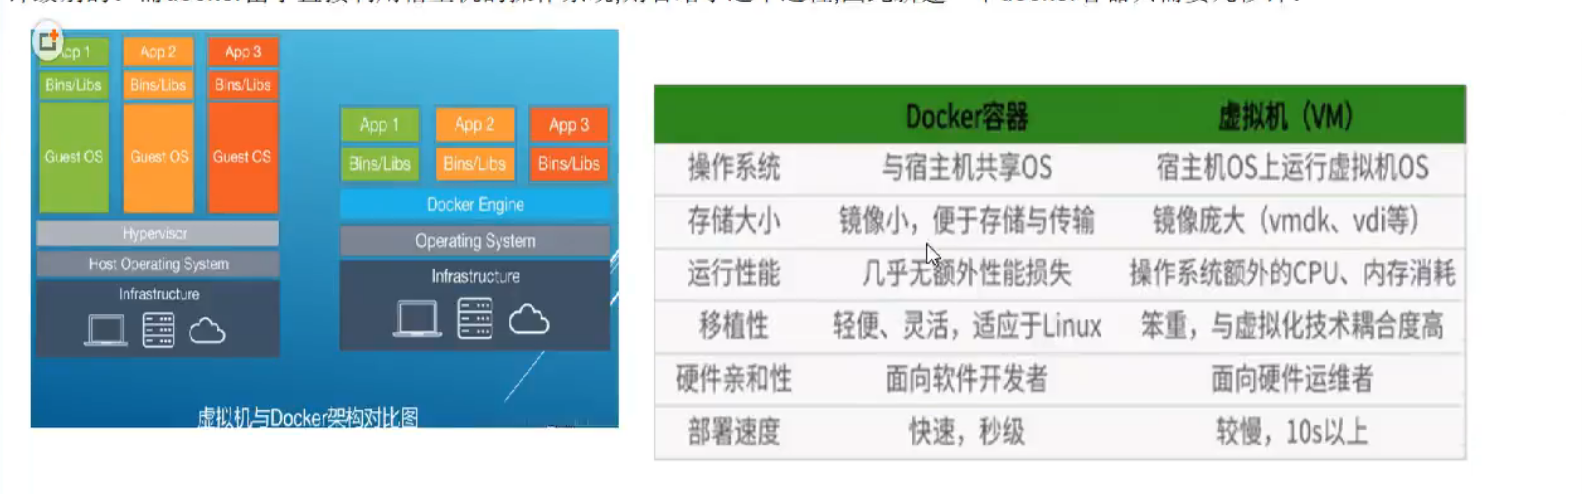 App 2
App 3
Bins/Libs
Bins/Libs
Bins/Libs
Guest OS
Guest OS
Guest OS
Hypervisor
Host Operating System
Infrastructure
App 1
App 2
App 3
Bins/Libs
Bins/Libs
Bins/Libs
Docker Engine
Operating System
Infrastructure
虚拟机与Docker架构对比图
Docker容器 虚拟机（VM）
操作系统 与宿主机共享OS 宿主机OS上运行虚拟机OS
存储大小 镜像小，便于存储与传输 镜像庞大（vmdk、vdi等）
运行性能 几乎无额外性能损失 操作系统额外的CPU、内存消耗
移植性 轻便、灵活，适应于Linux 笨重，与虚拟化技术耦合度高
硬件亲和性 面向软件开发者 面向硬件运维者
部署速度 快速，秒级 较慢，10s以上